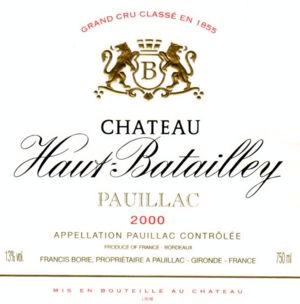 GRAND CRU CLASSÉ EN 1855
B
CHATEAU
Haut-Batailley
PAUILLAC
2000
APPELLATION PAUILLAC CONTRÔLÉE
PRODUCE OF FRANCE - BORDEAUX
13% vol.
FRANCIS BORIE, PROPRIÉTAIRE A PAUILLAC - GIRONDE - FRANCE
750 ml
MIS EN BOUTEILLE AU CHÂTEAU